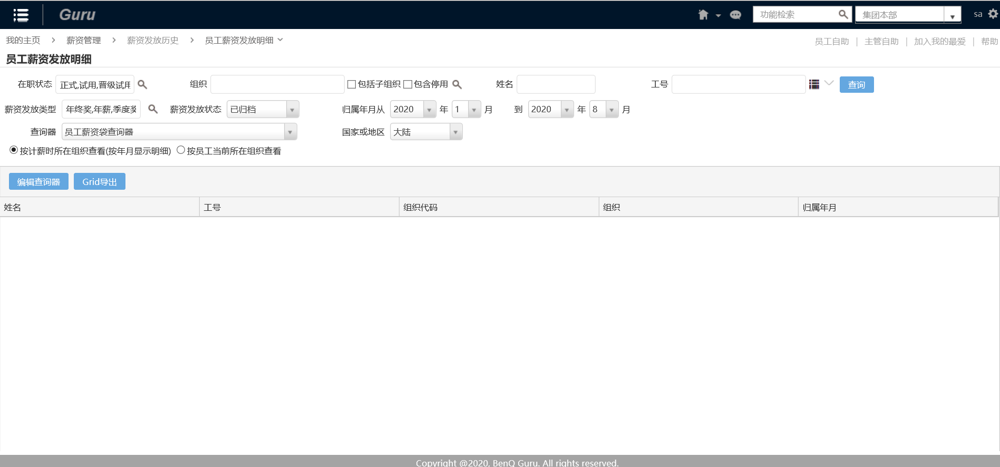 Guru
功能检索
集团本部
sa
我的主页 > 薪资管理 > 薪资发放历史 > 员工薪资发放明细
员工自助 | 主管自助 | 加入我的最爱 | 帮助
员工薪资发放明细
在职状态 正式,试用,晋级试用 组织 包括子组织 包含停用 姓名 工号 查询
薪资发放类型 年终奖,年薪,季度奖 薪资发放状态 已归档 归属年月从 2020 年 1 月 到 2020 年 8 月
查询器 员工薪资袋查询器 国家或地区 大陆
按计薪时所在组织查看(按年月显示明细) 按员工当前所在组织查看
编辑查询器 Grid导出
姓名 工号 组织代码 组织 归属年月
Copyright @2020, BenQ Guru. All rights reserved.